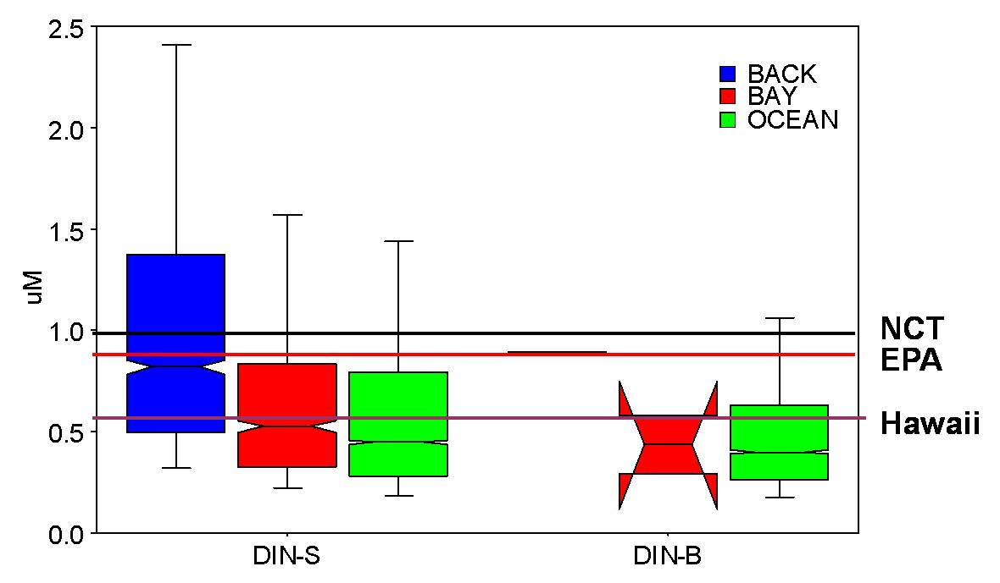 2.5
BACK
BAY
OCEAN
2.0
1.5
uM
1.0
NCT
EPA
0.5
Hawaii
0.0
DIN-S
DIN-B